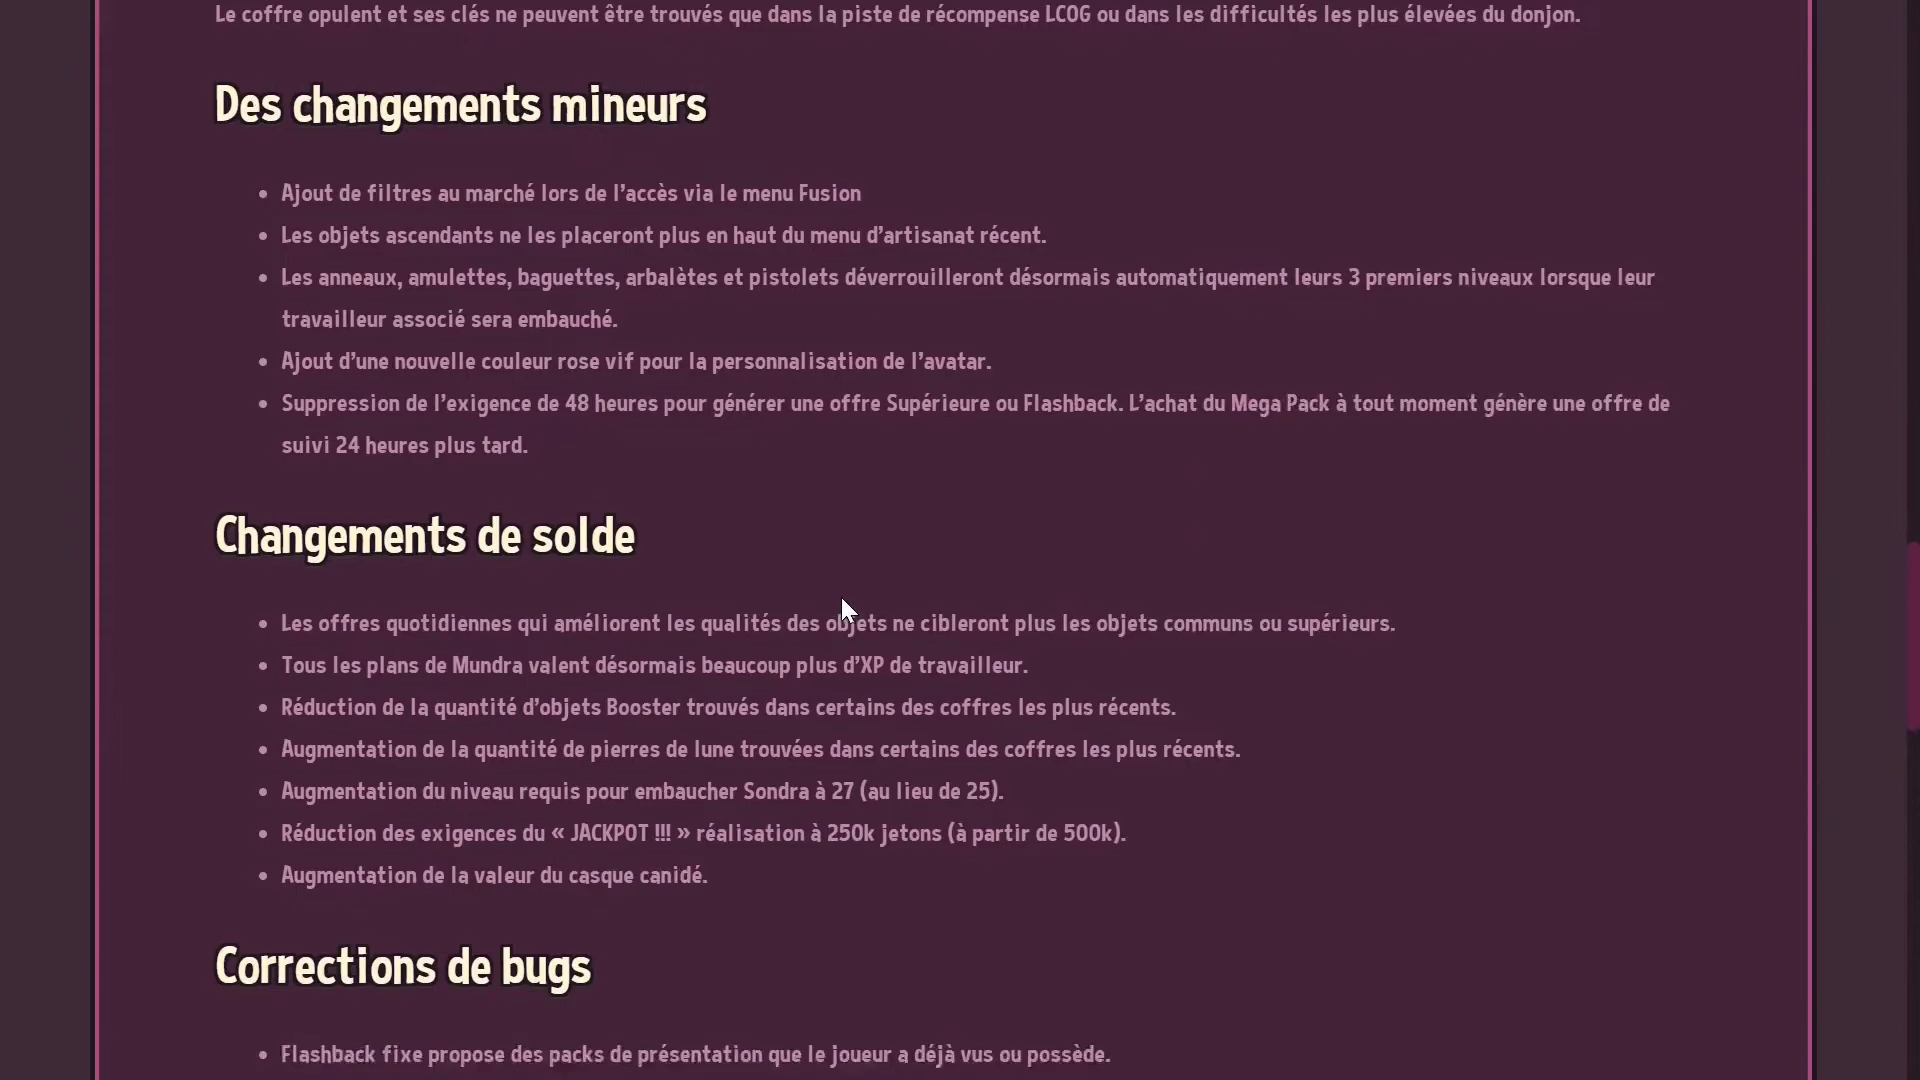 Le coffre opulent et ses clés ne peuvent être trouvés que dans la piste de récompense LCOG ou dans les difficultés les plus élevées du donjon.
Des changements mineurs
• Ajout de filtres au marché lors de l'accès via le menu Fusion
• Les objets ascendants ne les placeront plus en haut du menu d'artisanat récent.
• Les anneaux, amulettes, baguettes, arbalètes et pistolets déverrouilleront désormais automatiquement leurs 3 premiers niveaux lorsque leur
travailleur associé sera embauché.
• Ajout d'une nouvelle couleur rose vif pour la personnalisation de l'avatar.
• Suppression de l'exigence de 48 heures pour générer une offre Supérieure ou Flashback. L'achat du Mega Pack à tout moment génère une offre de
suivi 24 heures plus tard.
Changements de solde
• Les offres quotidiennes qui améliorent les qualités des objets ne cibleront plus les objets communs ou supérieurs.
• Tous les plans de Mundra valent désormais beaucoup plus d'XP de travailleur.
• Réduction de la quantité d'objets Booster trouvés dans certains des coffres les plus récents.
• Augmentation de la quantité de pierres de lune trouvées dans certains des coffres les plus récents.
• Augmentation du niveau requis pour embaucher Sondra à 27 (au lieu de 25).
• Réduction des exigences du « JACKPOT !!! » réalisation à 250k jetons (à partir de 500k).
• Augmentation de la valeur du casque canidé.
Corrections de bugs
• Flashback fixe propose des packs de présentation que le joueur a déjà vus ou possède.